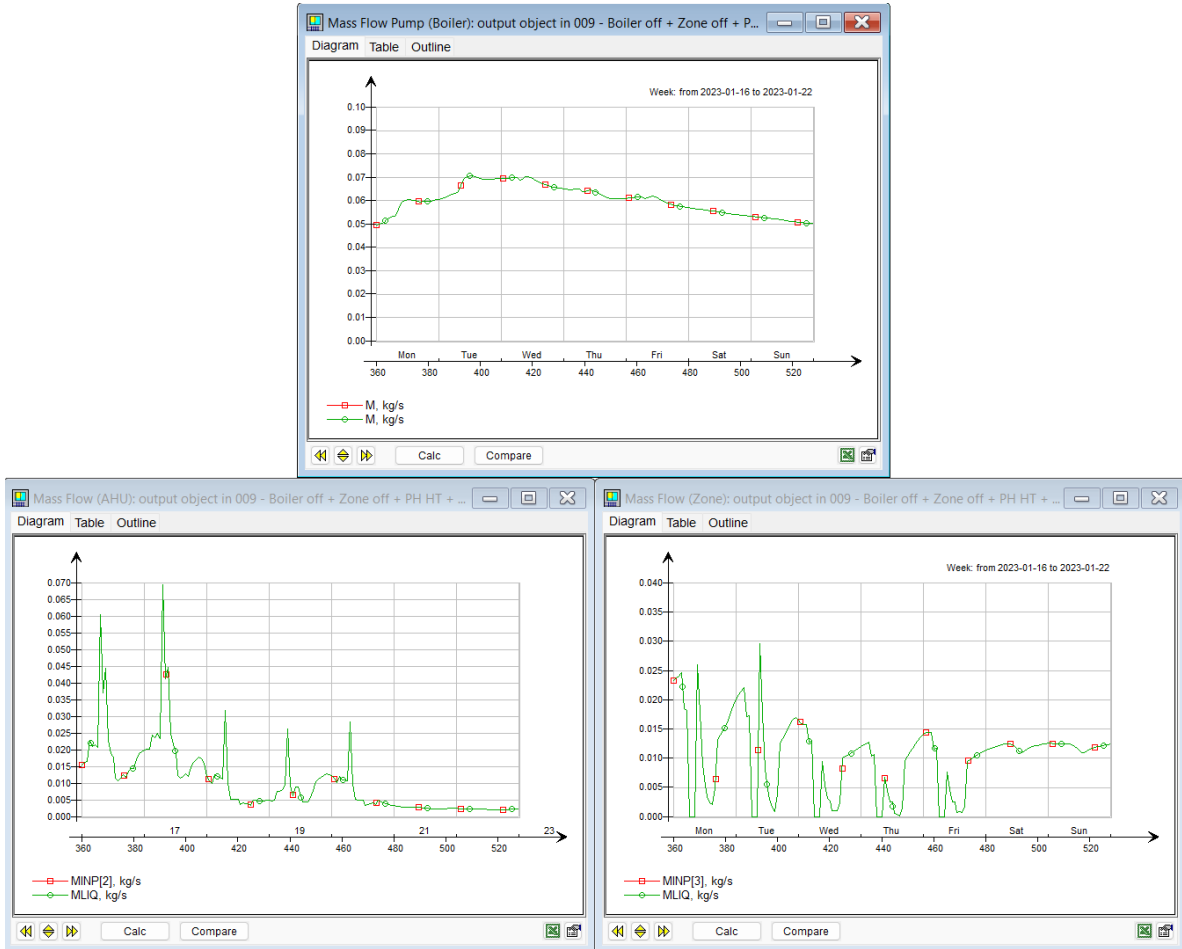 Mass Flow Pump (Boiler): output object in 009 - Boiler off + Zone off + P...
Diagram Table Outline
Week: from 2023-01-16 to 2023-01-22
0.10
0.09
0.08
0.07
0.06
0.05
0.04
0.03
0.02
0.01
0.00
Mon Tue Wed Thu Fri Sat Sun
360 380 400 420 440 460 480 500 520
M, kg/s
M, kg/s
Calc Compare
Mass Flow (AHU): output object in 009 - Boiler off + Zone off + PH HT + ...
Diagram Table Outline
0.070
0.065
0.060
0.055
0.050
0.045
0.040
0.035
0.030
0.025
0.020
0.015
0.010
0.005
0.000
17 19 21 23
360 380 400 420 440 460 480 500 520
MINP[2], kg/s
MLIQ, kg/s
Calc Compare
Mass Flow (Zone): output object in 009 - Boiler off + Zone off + PH HT + ...
Diagram Table Outline
Week: from 2023-01-16 to 2023-01-22
0.040
0.035
0.030
0.025
0.020
0.015
0.010
0.005
0.000
Mon Tue Wed Thu Fri Sat Sun
360 380 400 420 440 460 480 500 520
MINP[3], kg/s
MLIQ, kg/s
Calc Compare